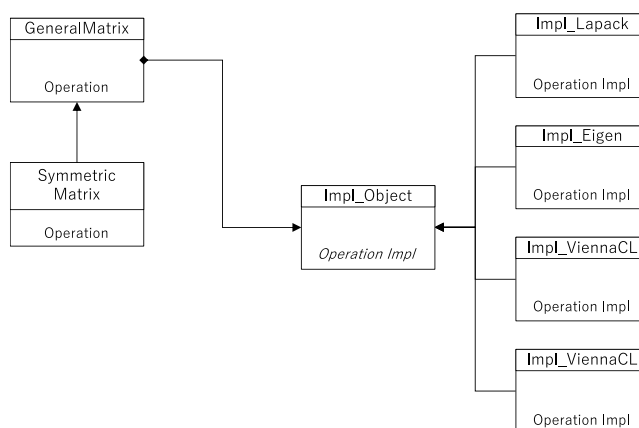 GeneralMatrix
Operation
Symmetric
Matrix
Operation
Impl_Object
Operation Impl
Impl_Lapack
Operation Impl
Impl_Eigen
Operation Impl
Impl_ViennaCL
Operation Impl
Impl_ViennaCL
Operation Impl